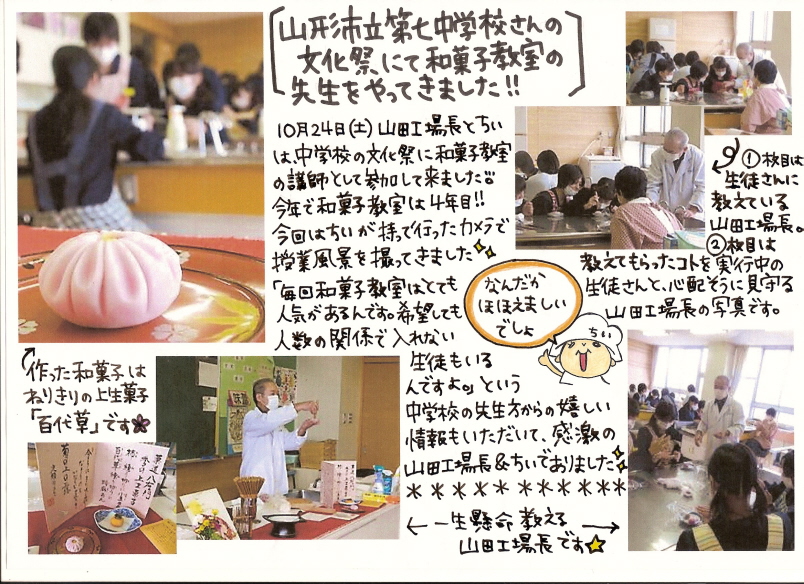 山形市立第七中学校さんの
文化祭にて和菓子教室の
先生をやってきました!!
10月24日(土)山田工場長とちぃ
は、中学校の文化祭に和菓子教室
の講師として参加して来ました
今年で和菓子教室は4年目!!
今回はちぃが持って行ったカメラで
授業風景を撮ってきました
「毎回和菓子教室はとても
人気があるんです。希望しても
人数の関係で入れない
生徒もいる
んですよ。」という
中学校の先生方からの嬉しい
情報もいただいて、感激の
山田工場長&ちぃでありました
**********
←一生懸命教える→
山田工場長です☆
なんだか
ほほえましい
でしょ
ちぃ
①枚目は
生徒さんに
教えている
山田工場長。
②枚目は
教えてもらったコトを実行中の
生徒さんと、心配そうに見守る
山田工場長の写真です。
作った和菓子は
ねりきりの上生菓子
「百代草」です